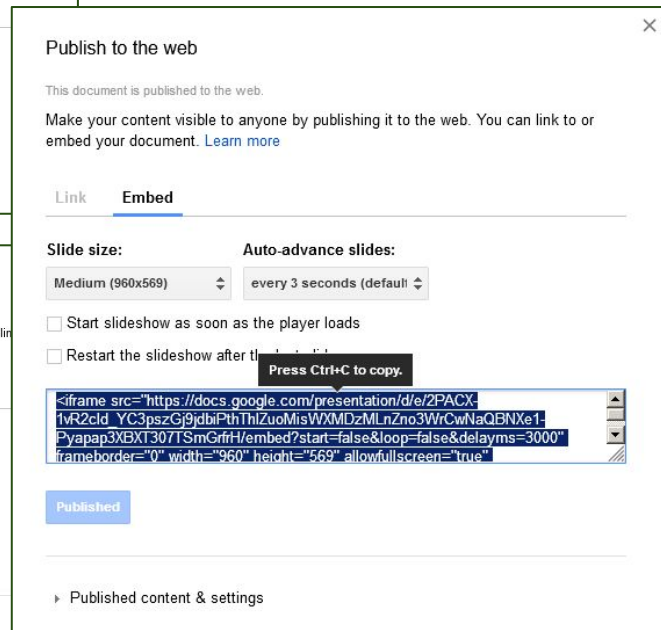 Publish to the web
This document is published to the web.
Make your content visible to anyone by publishing it to the web. You can link to or
embed your document. Learn more
Link Embed
Slide size: Auto-advance slides:
Medium (960x569) every 3 seconds (default
Start slideshow as soon as the player loads
Restart the slideshow after
Press Ctrl+C to copy.
<iframe src="https://docs.google.com/presentation/d/e/2PACX-
1vR2cld_YC3pszGj9jdbiPthThlZuoMisWXMDzMLnZno3WrCwNaQBNXe1-
Pyapap3XBXT307TSmGrfrH/embed?start=false&loop=false&delayms=3000"
frameborder="0" width="960" height="569" allowfullscreen="true"
Published
Published content & settings